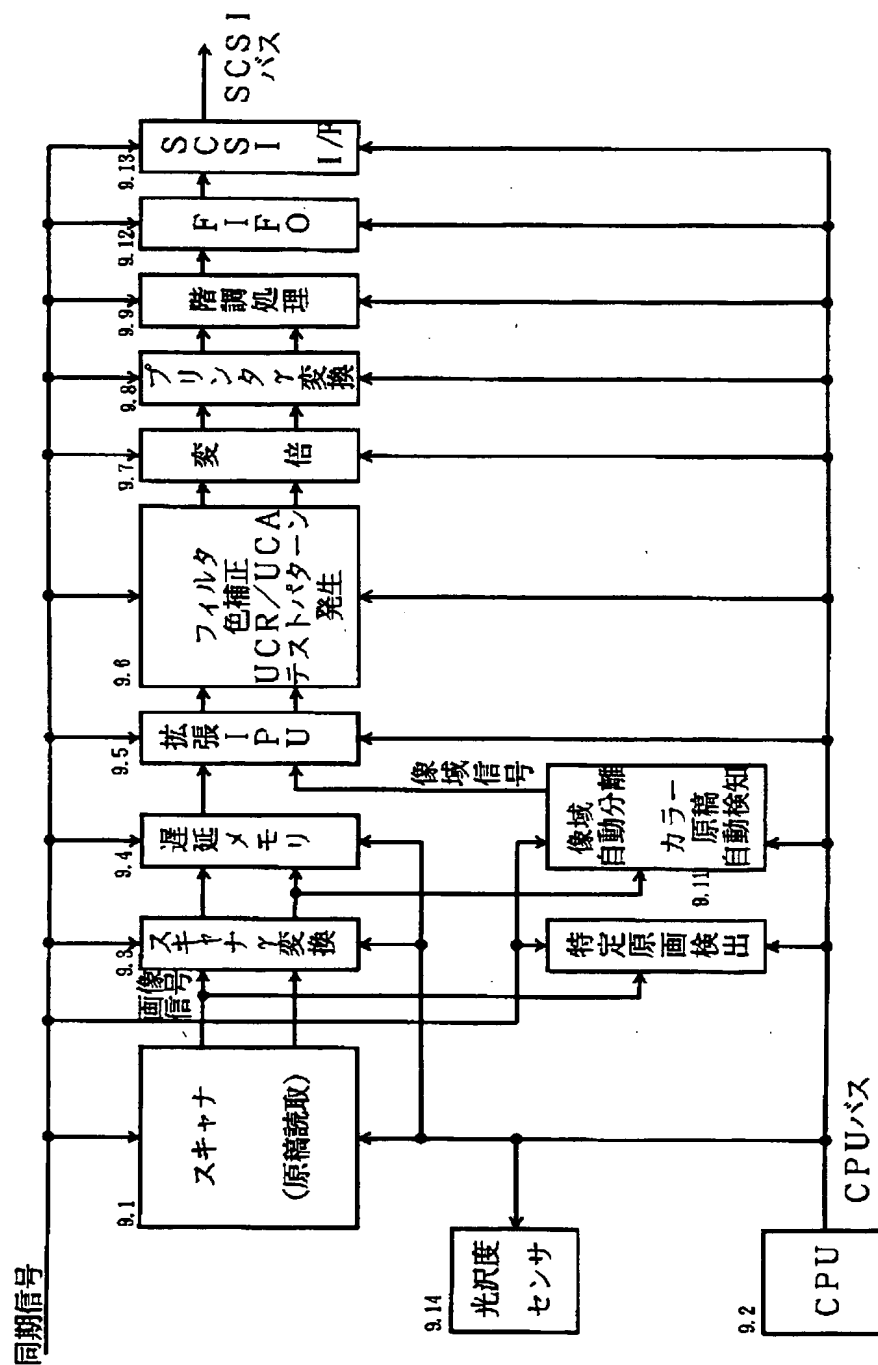 同期信号
9.1
スキャナ
(原稿読取)
画像
信号
9.3
スキャナγ変換
9.4
遅延メモリ
9.5
拡張IPU
9.6
フィルタ
色補正
UCR/UCA
テストパターン
発生
9.7
変倍
9.8
プリンタγ変換
9.9
階調処理
9.12
FIFO
9.13
SCSI I/F
SCSI
バス
像域信号
特定原画検出
像域
自動分離
カラー
原稿
自動検知
9.11
9.14
光沢度
センサ
9.2
CPU
CPUバス